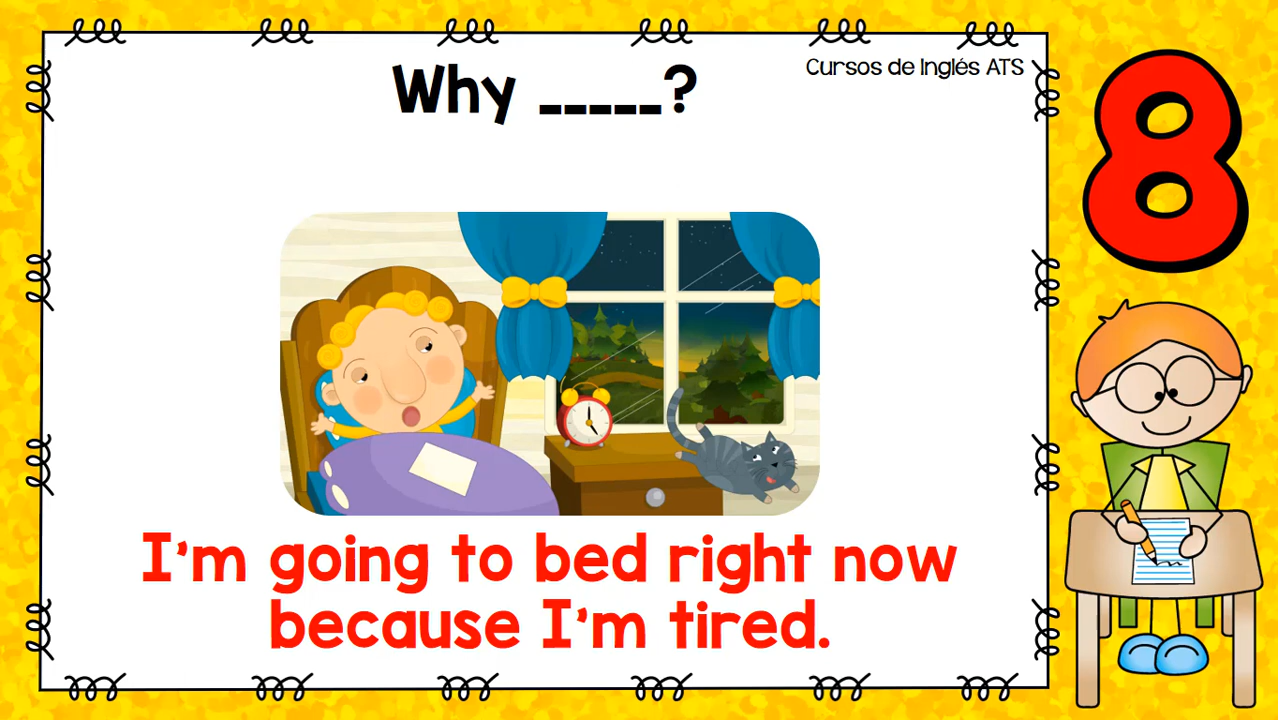 Cursos de Inglés ATS
Why _____?
8
I'm going to bed right now
because I'm tired.